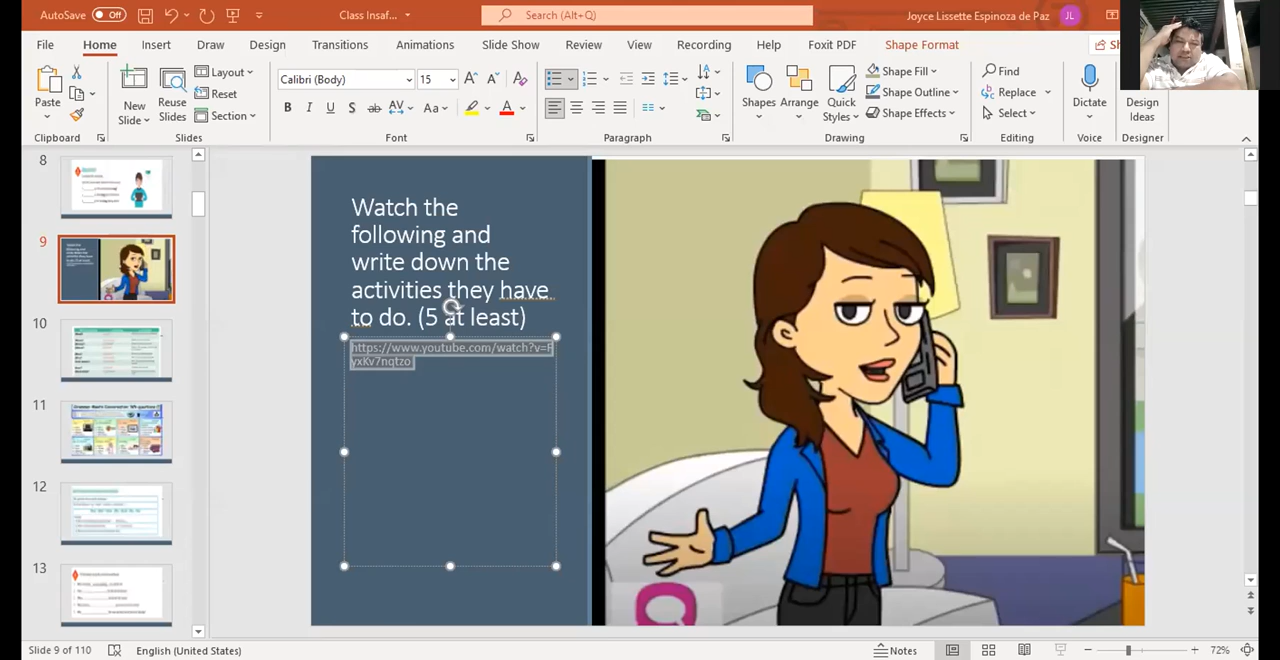 AutoSave Off
Class Insaf...
Search (Alt+Q)
Joyce Lissette Espinoza de Paz JL
File Home Insert Draw Design Transitions Animations Slide Show Review View Recording Help Foxit PDF Shape Format
Paste
New Slide
Reuse Slides
Layout
Reset
Section
Calibri (Body) 15
B I U S ab AV Aa A
Shapes
Arrange
Quick Styles
Shape Fill
Shape Outline
Shape Effects
Find
Replace
Select
Dictate
Design Ideas
Clipboard Slides Font Paragraph Drawing Editing Voice Designer
8
9
10
11
12
13
Watch the
following and
write down the
activities they have
to do. (5 at least)
https://www.youtube.com/watch?v=F
yxKv7nqtzo
Slide 9 of 110 English (United States) Notes 72%